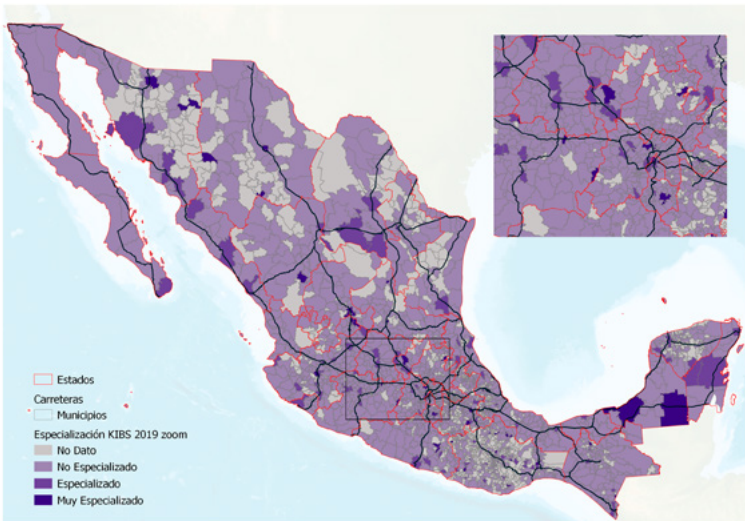 Estados
Carreteras
Municipios
Especialización KIBS 2019 zoom
No Dato
No Especializado
Especializado
Muy Especializado